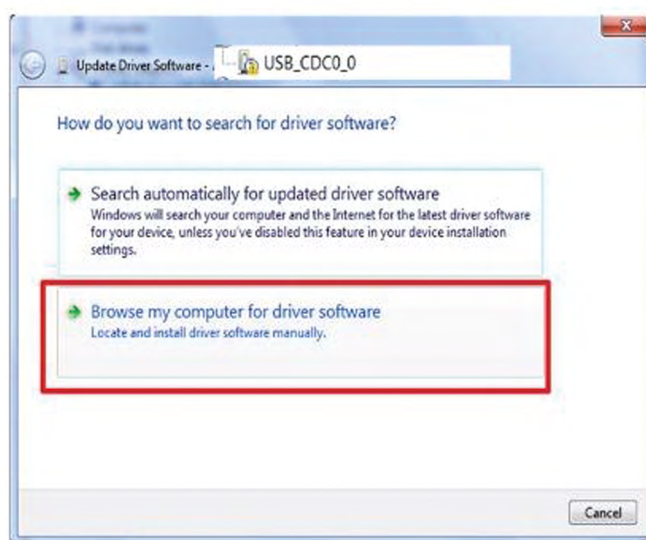 Update Driver Software -
USB_CDC0_0
How do you want to search for driver software?
Search automatically for updated driver software
Windows will search your computer and the Internet for the latest driver software
for your device, unless you've disabled this feature in your device installation
settings.
Browse my computer for driver software
Locate and install driver software manually.
Cancel